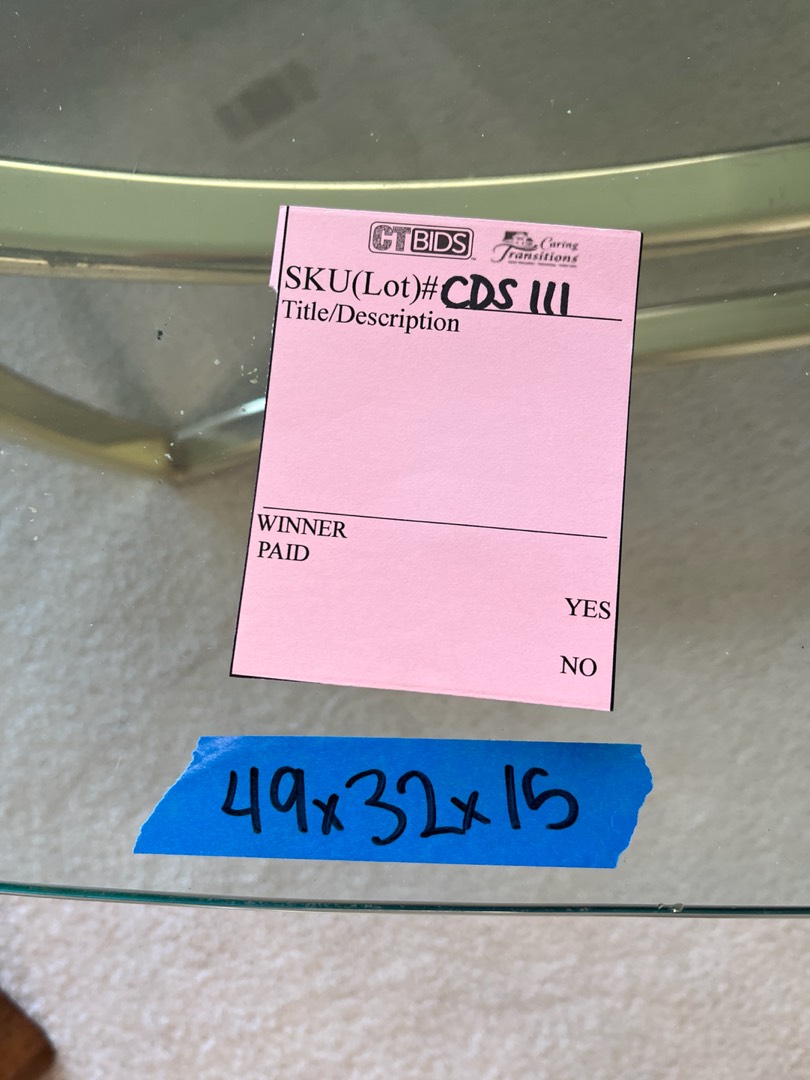 CTBIDS
Caring
Transitions
SKU(Lot)# CDS 111
Title/Description
WINNER
PAID
YES
NO
49x32x15